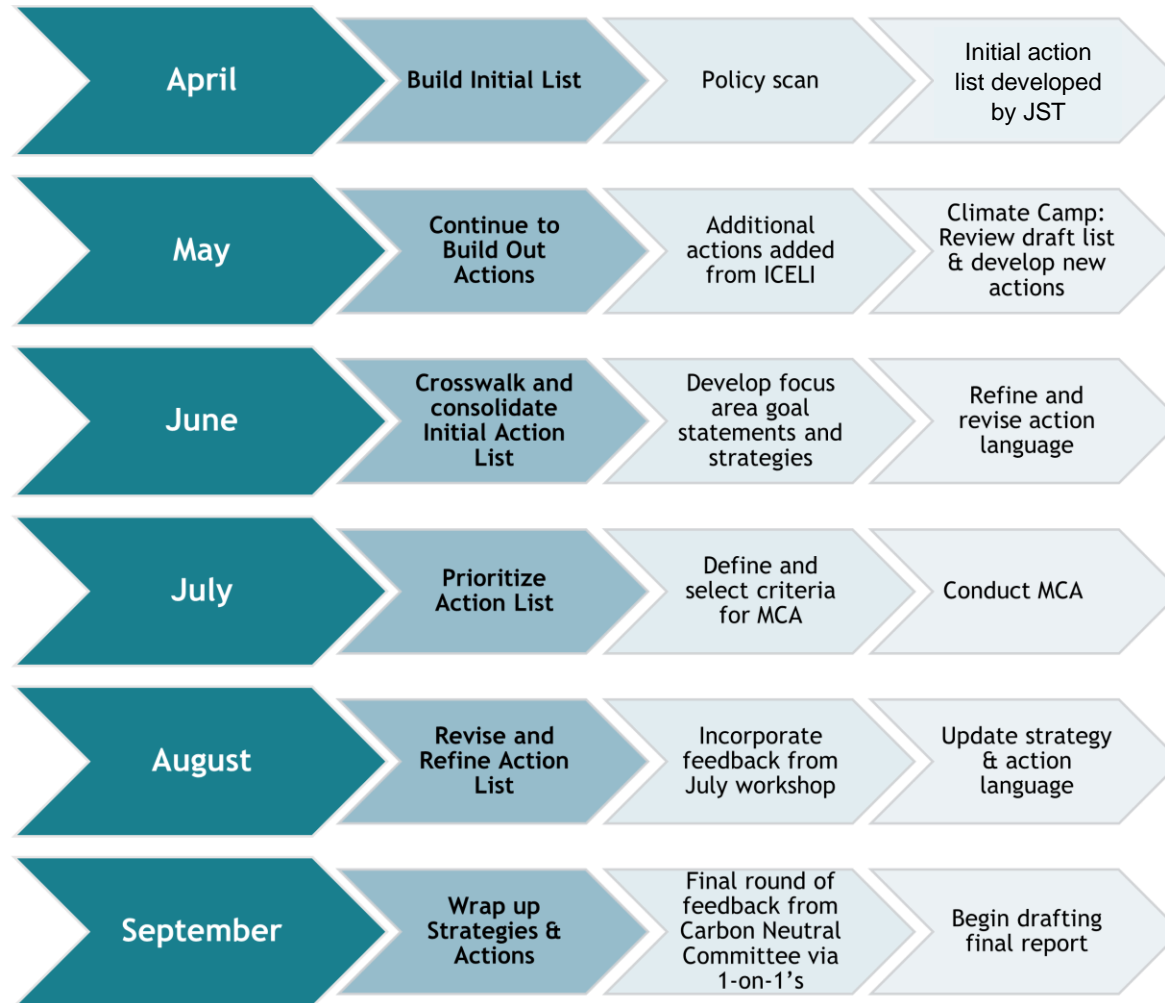 April
Build Initial List
Policy scan
Initial action
list developed
by JST
May
Continue to
Build Out
Actions
Additional
actions added
from ICELI
Climate Camp:
Review draft list
& develop new
actions
June
Crosswalk and
consolidate
Initial Action
List
Develop focus
area goal
statements and
strategies
Refine and
revise action
language
July
Prioritize
Action List
Define and
select criteria
for MCA
Conduct MCA
August
Revise and
Refine Action
List
Incorporate
feedback from
July workshop
Update strategy
& action
language
September
Wrap up
Strategies &
Actions
Final round of
feedback from
Carbon Neutral
Committee via
1-on-1's
Begin drafting
final report